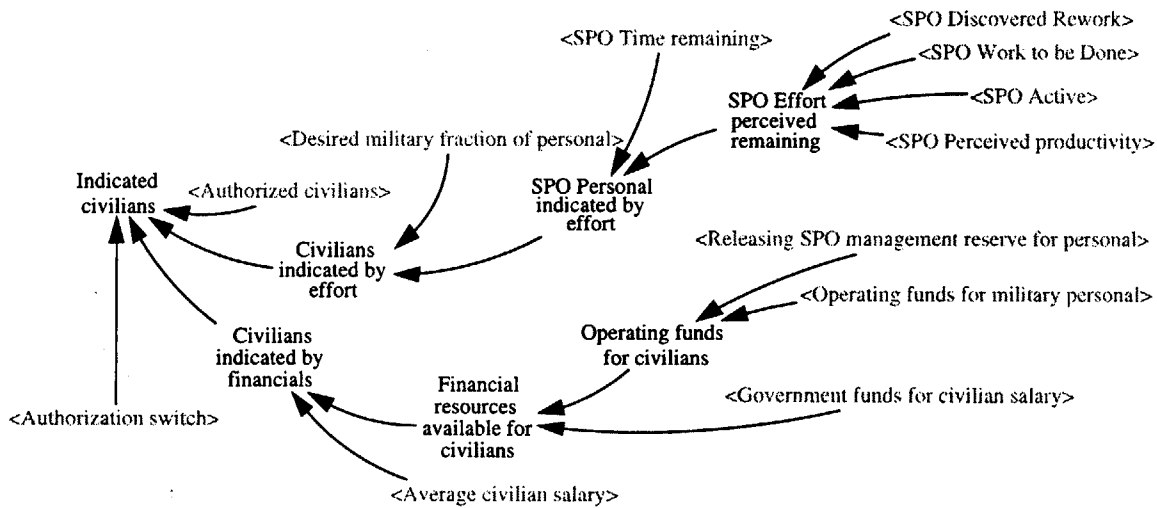 <SPO Discovered Rework>
<SPO Time remaining>
<SPO Work to be Done>
SPO Effort
perceived
remaining
<SPO Active>
<SPO Perceived productivity>
<Desired military fraction of personal>
Indicated
civilians
<Authorized civilians>
SPO Personal
indicated by
effort
Civilians
indicated by
effort
<Releasing SPO management reserve for personal>
<Operating funds for military personal>
Operating funds
for civilians
Civilians
indicated by
financials
Financial
resources
available for
civilians
<Government funds for civilian salary>
<Authorization switch>
<Average civilian salary>